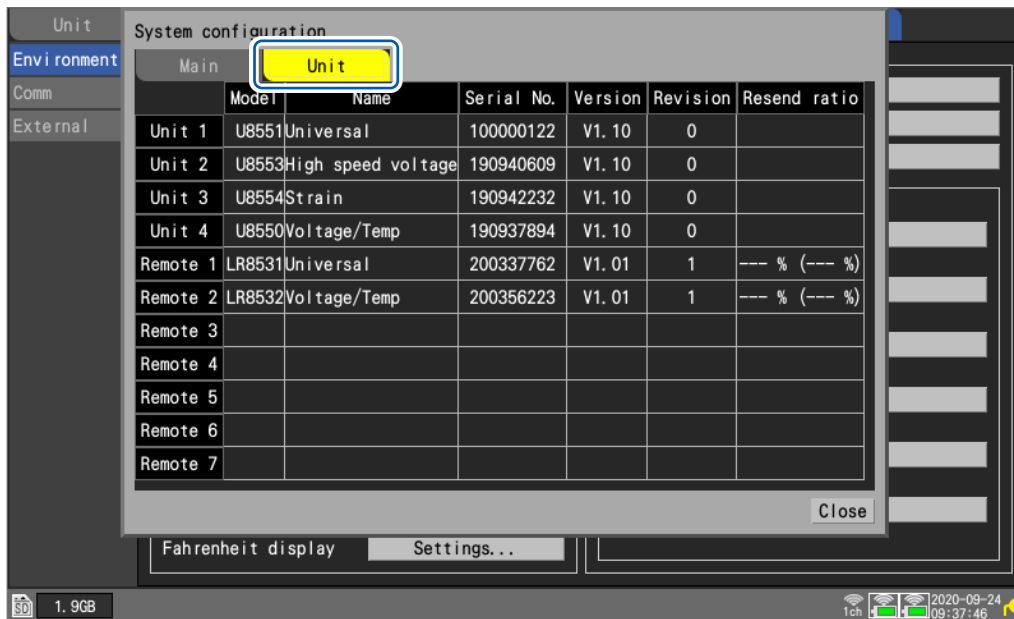 Unit
System configuration
Environment
Main
Unit
Comm
Model Name Serial No. Version Revision Resend ratio
External
Unit 1 U8551 Universal 100000122 V1.10 0
Unit 2 U8553 High speed voltage 190940609 V1.10 0
Unit 3 U8554 Strain 190942232 V1.10 0
Unit 4 U8550 Voltage/Temp 190937894 V1.10 0
Remote 1 LR8531 Universal 200337762 V1.01 1 --- % (--- %)
Remote 2 LR8532 Voltage/Temp 200356223 V1.01 1 --- % (--- %)
Remote 3
Remote 4
Remote 5
Remote 6
Remote 7
Close
Fahrenheit display Settings...
SD 1.9GB
1ch
2020-09-24
09:37:46